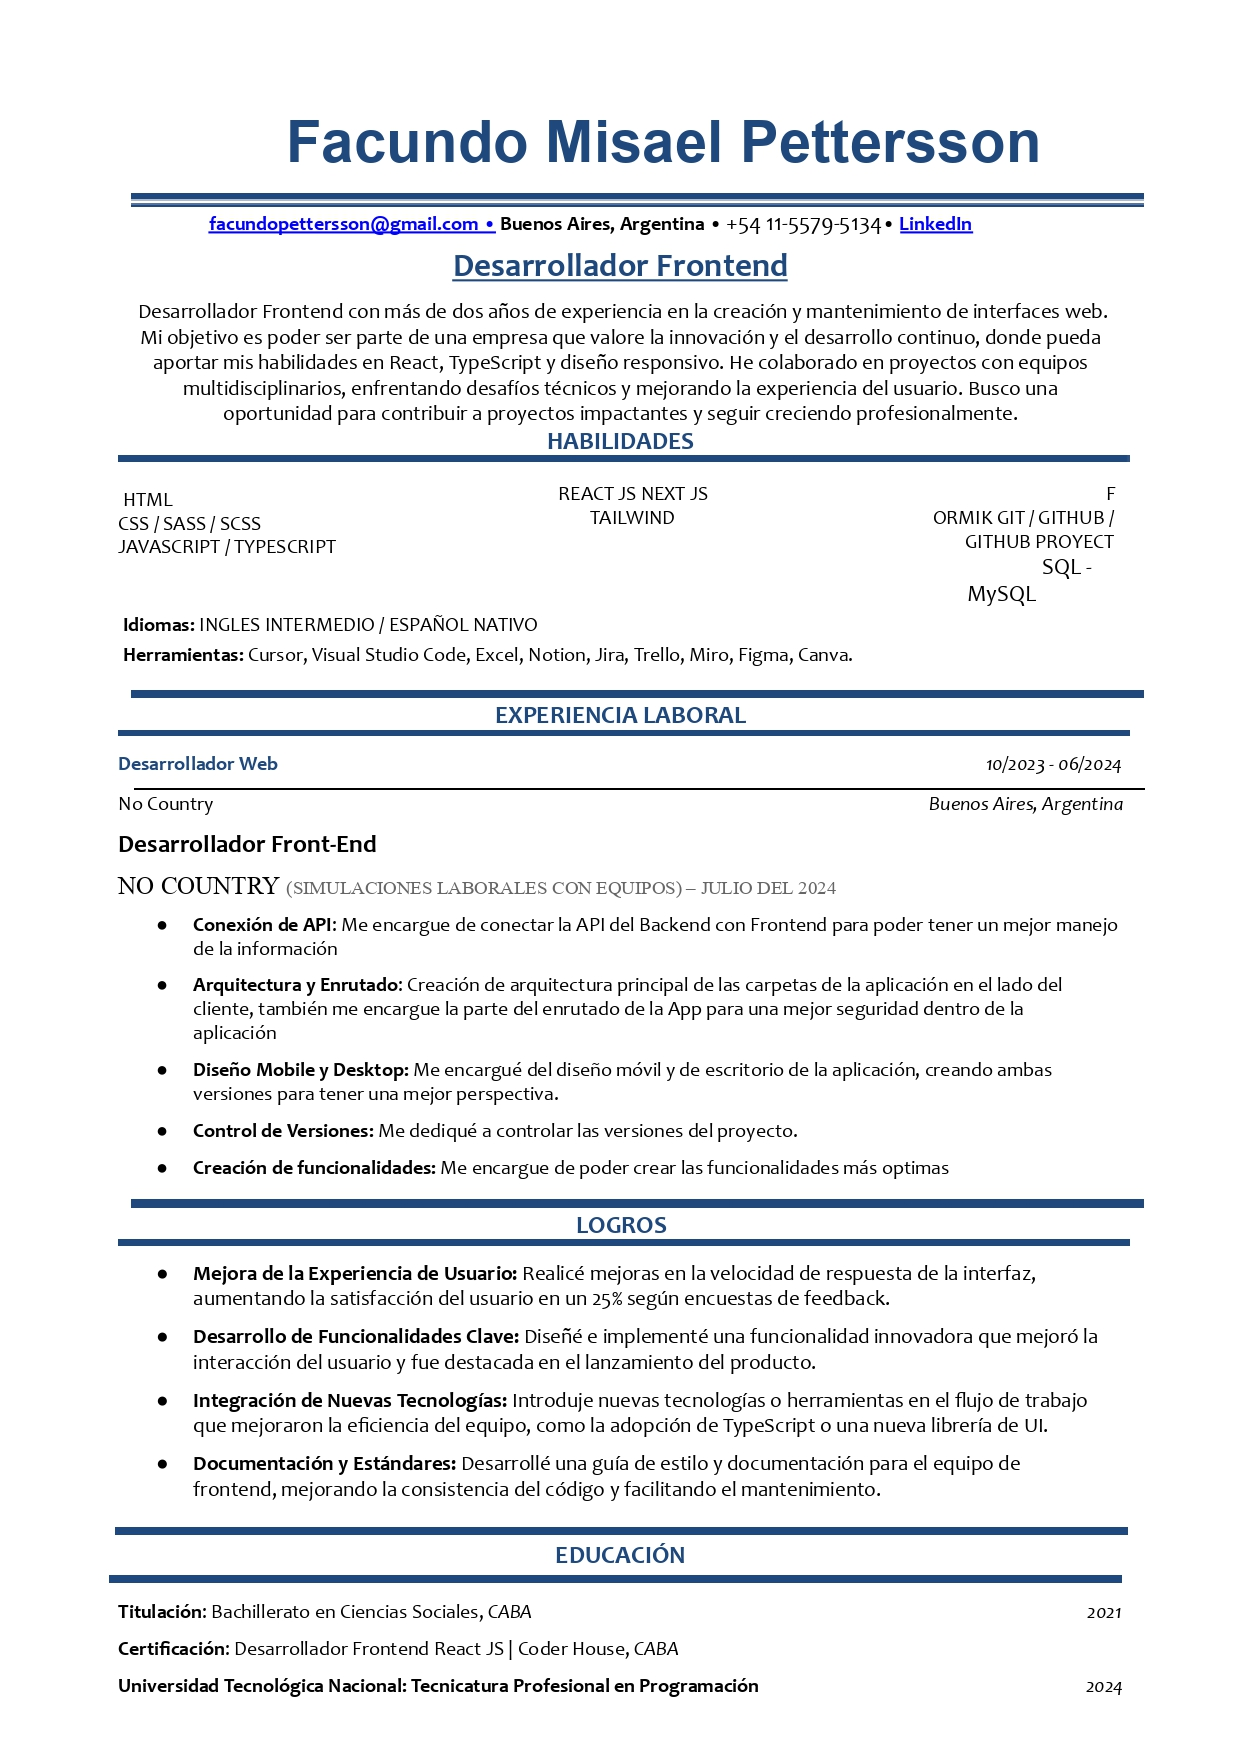 Facundo Misael Pettersson
facundopettersson@gmail.com • Buenos Aires, Argentina • +54 11-5579-5134• LinkedIn
Desarrollador Frontend
Desarrollador Frontend con más de dos años de experiencia en la creación y mantenimiento de interfaces web.
Mi objetivo es poder ser parte de una empresa que valore la innovación y el desarrollo continuo, donde pueda
aportar mis habilidades en React, TypeScript y diseño responsivo. He colaborado en proyectos con equipos
multidisciplinarios, enfrentando desafíos técnicos y mejorando la experiencia del usuario. Busco una
oportunidad para contribuir a proyectos impactantes y seguir creciendo profesionalmente.
HABILIDADES
HTML
CSS / SASS / SCSS
JAVASCRIPT / TYPESCRIPT
REACT JS NEXT JS
TAILWIND
F
ORMIK GIT / GITHUB /
GITHUB PROYECT
SQL -
MySQL
Idiomas: INGLES INTERMEDIO / ESPAÑOL NATIVO
Herramientas: Cursor, Visual Studio Code, Excel, Notion, Jira, Trello, Miro, Figma, Canva.
EXPERIENCIA LABORAL
Desarrollador Web 10/2023 - 06/2024
No Country Buenos Aires, Argentina
Desarrollador Front-End
NO COUNTRY (SIMULACIONES LABORALES CON EQUIPOS) – JULIO DEL 2024
● Conexión de API: Me encargue de conectar la API del Backend con Frontend para poder tener un mejor manejo
de la información
● Arquitectura y Enrutado: Creación de arquitectura principal de las carpetas de la aplicación en el lado del
cliente, también me encargue la parte del enrutado de la App para una mejor seguridad dentro de la
aplicación
● Diseño Mobile y Desktop: Me encargué del diseño móvil y de escritorio de la aplicación, creando ambas
versiones para tener una mejor perspectiva.
● Control de Versiones: Me dediqué a controlar las versiones del proyecto.
● Creación de funcionalidades: Me encargue de poder crear las funcionalidades más optimas
LOGROS
● Mejora de la Experiencia de Usuario: Realicé mejoras en la velocidad de respuesta de la interfaz,
aumentando la satisfacción del usuario en un 25% según encuestas de feedback.
● Desarrollo de Funcionalidades Clave: Diseñé e implementé una funcionalidad innovadora que mejoró la
interacción del usuario y fue destacada en el lanzamiento del producto.
● Integración de Nuevas Tecnologías: Introduje nuevas tecnologías o herramientas en el flujo de trabajo
que mejoraron la eficiencia del equipo, como la adopción de TypeScript o una nueva librería de UI.
● Documentación y Estándares: Desarrollé una guía de estilo y documentación para el equipo de
frontend, mejorando la consistencia del código y facilitando el mantenimiento.
EDUCACIÓN
Titulación: Bachillerato en Ciencias Sociales, CABA 2021
Certificación: Desarrollador Frontend React JS | Coder House, CABA
Universidad Tecnológica Nacional: Tecnicatura Profesional en Programación 2024